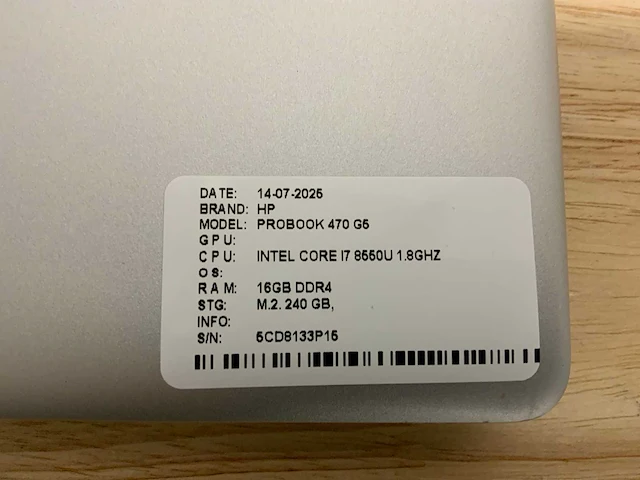 DATE: 14-07-2025
BRAND: HP
MODEL: PROBOOK 470 G5
GPU:
CPU: INTEL CORE I7 8550U 1.8GHZ
OS:
RAM: 16GB DDR4
STG: M.2. 240 GB,
INFO:
S/N: 5CD8133P15